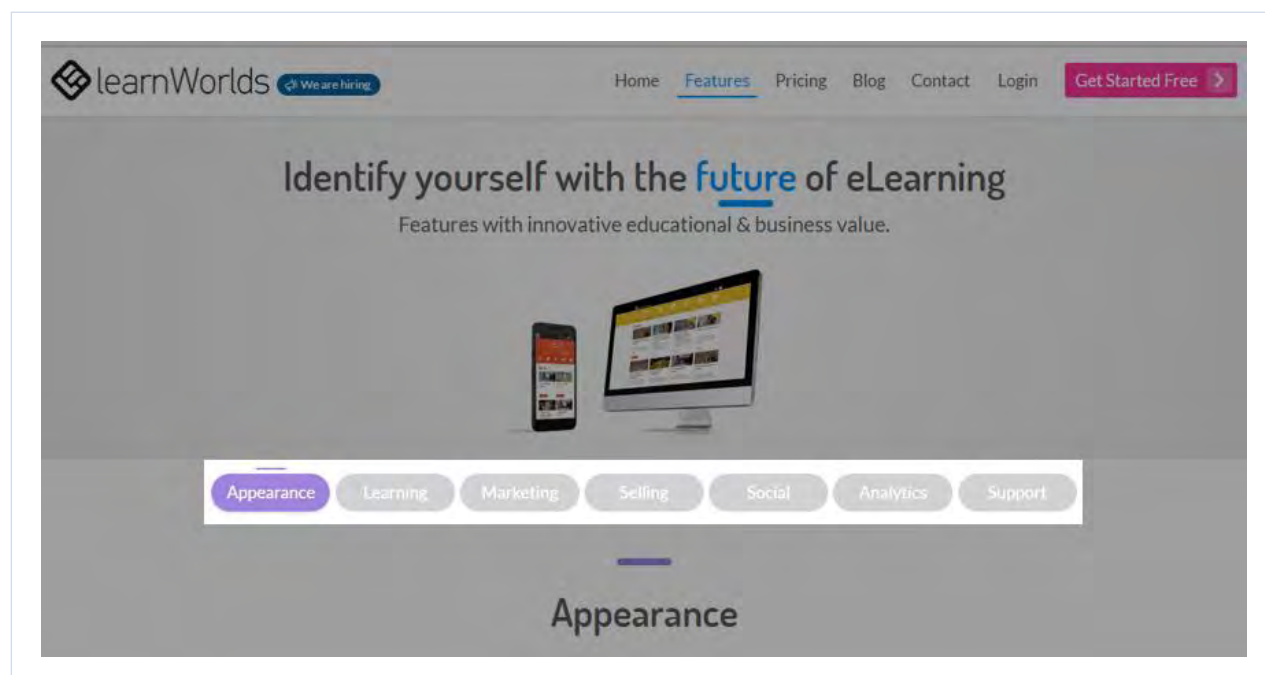 learnWorlds We are hiring Home Features Pricing Blog Contact Login Get Started Free
Identify yourself with the future of eLearning
Features with innovative educational & business value.
Appearance Learning Marketing Selling Social Analytics Support
Appearance